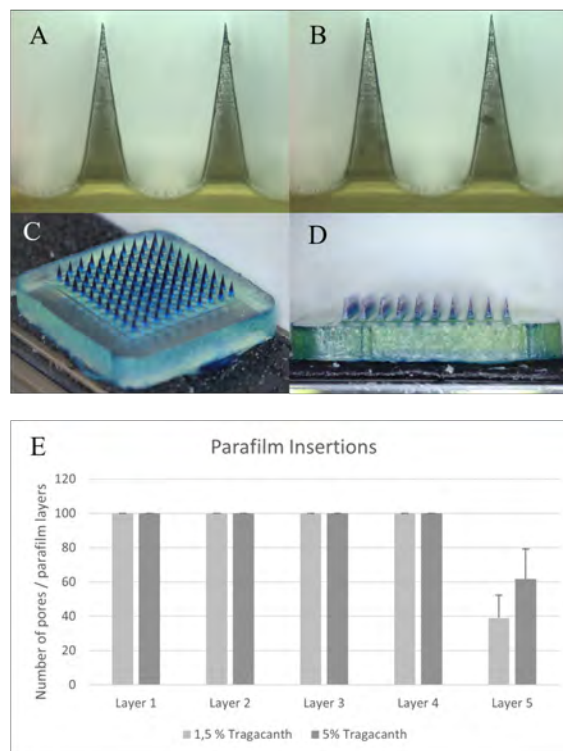 A
B
C
D
E
Parafilm Insertions
Number of pores / parafilm layers
120
100
80
60
40
20
0
Layer 1 Layer 2 Layer 3 Layer 4 Layer 5
1,5 % Tragacanth 5% Tragacanth